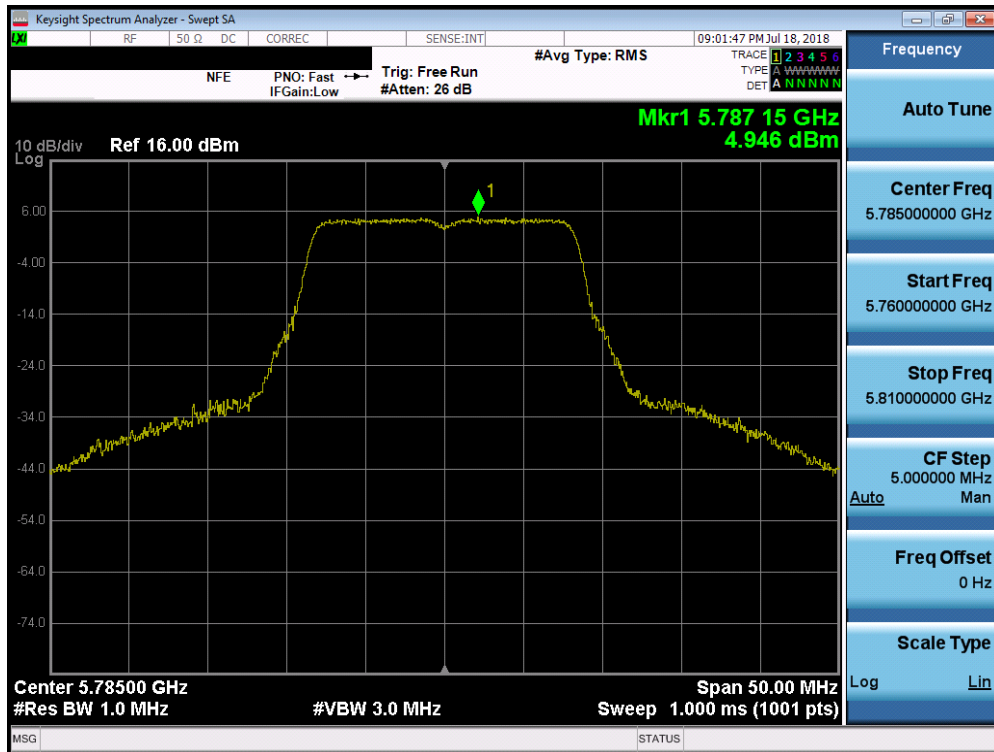 Keysight Spectrum Analyzer - Swept SA
LXI RF 50 Ω DC CORREC SENSE:INT 09:01:47 PM Jul 18, 2018
NFE PNO: Fast Trig: Free Run #Avg Type: RMS TRACE 1 2 3 4 5 6
IFGain:Low #Atten: 26 dB TYPE A WWWWW
DET A N N N N N
Mkr1 5.787 15 GHz
4.946 dBm
10 dB/div Ref 16.00 dBm
Log
1
6.00
-4.00
-14.0
-24.0
-34.0
-44.0
-54.0
-64.0
-74.0
Center 5.78500 GHz Span 50.00 MHz
#Res BW 1.0 MHz #VBW 3.0 MHz Sweep 1.000 ms (1001 pts)
MSG STATUS
Frequency
Auto Tune
Center Freq
5.785000000 GHz
Start Freq
5.760000000 GHz
Stop Freq
5.810000000 GHz
CF Step
5.000000 MHz
Auto Man
Freq Offset
0 Hz
Scale Type
Log Lin